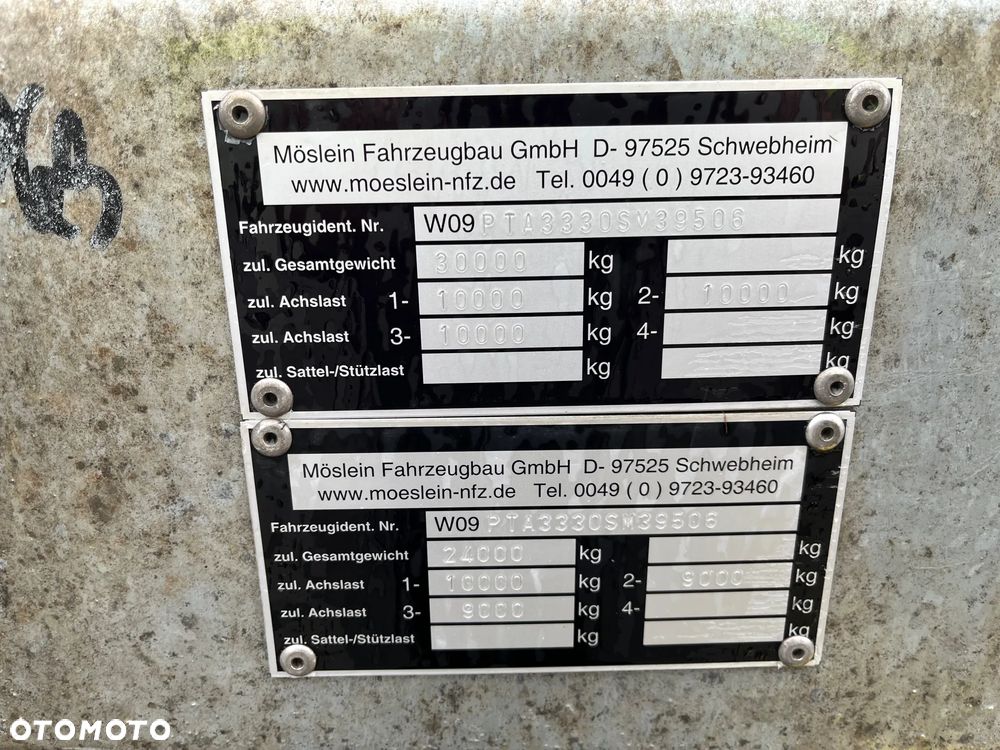 Möslein Fahrzeugbau GmbH D- 97525 Schwebheim
www.moeslein-nfz.de Tel. 0049 ( 0 ) 9723-93460
Fahrzeugident. Nr. W09 PTA3330SM39506
zul. Gesamtgewicht 30000 kg kg
zul. Achslast 1- 10000 kg 2- 10000 kg
zul. Achslast 3- 10000 kg 4- kg
zul. Sattel-/Stützlast kg kg
Möslein Fahrzeugbau GmbH D- 97525 Schwebheim
www.moeslein-nfz.de Tel. 0049 ( 0 ) 9723-93460
Fahrzeugident. Nr. W09 PTA3330SM39506
zul. Gesamtgewicht 24000 kg kg
zul. Achslast 1- 10000 kg 2- 9000 kg
zul. Achslast 3- 9000 kg 4- kg
zul. Sattel-/Stützlast kg kg
OTOMOTO